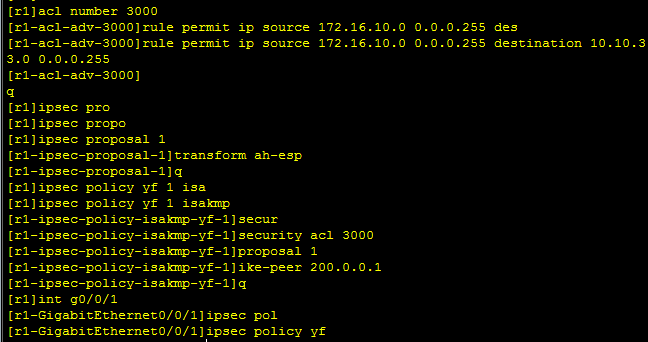 [r1]acl number 3000
[r1-acl-adv-3000]rule permit ip source 172.16.10.0 0.0.0.255 des
[r1-acl-adv-3000]rule permit ip source 172.16.10.0 0.0.0.255 destination 10.10.3
3.0 0.0.0.255
[r1-acl-adv-3000]
q
[r1]ipsec pro
[r1]ipsec propo
[r1]ipsec proposal 1
[r1-ipsec-proposal-1]transform ah-esp
[r1-ipsec-proposal-1]q
[r1]ipsec policy yf 1 isa
[r1]ipsec policy yf 1 isakmp
[r1-ipsec-policy-isakmp-yf-1]secur
[r1-ipsec-policy-isakmp-yf-1]security acl 3000
[r1-ipsec-policy-isakmp-yf-1]proposal 1
[r1-ipsec-policy-isakmp-yf-1]ike-peer 200.0.0.1
[r1-ipsec-policy-isakmp-yf-1]q
[r1]int g0/0/1
[r1-GigabitEthernet0/0/1]ipsec pol
[r1-GigabitEthernet0/0/1]ipsec policy yf